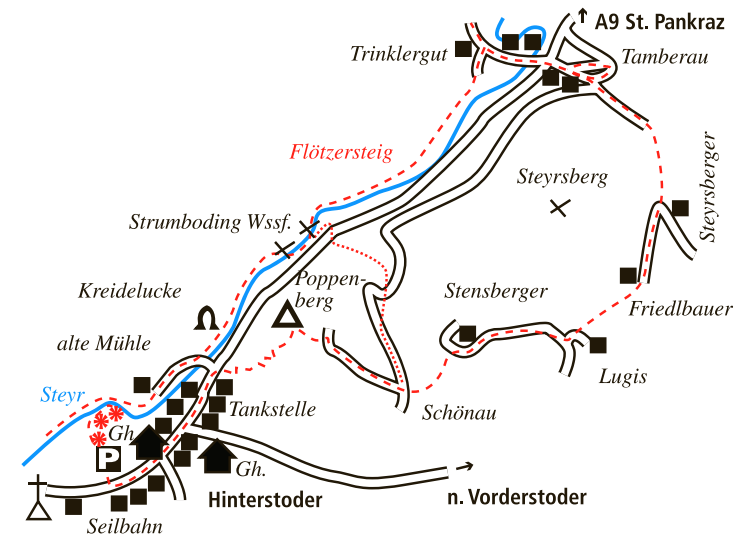 A9 St. Pankraz
Trinklergut
Tamberau
Flötzersteig
Steyrsberger
Steyrsberg
Strumboding Wssf.
Poppen-
berg
Kreidelucke
Stensberger
Friedlbauer
alte Mühle
Lugis
Steyr
Tankstelle
Schönau
Gh.
P
Gh.
Hinterstoder
n. Vorderstoder
Seilbahn